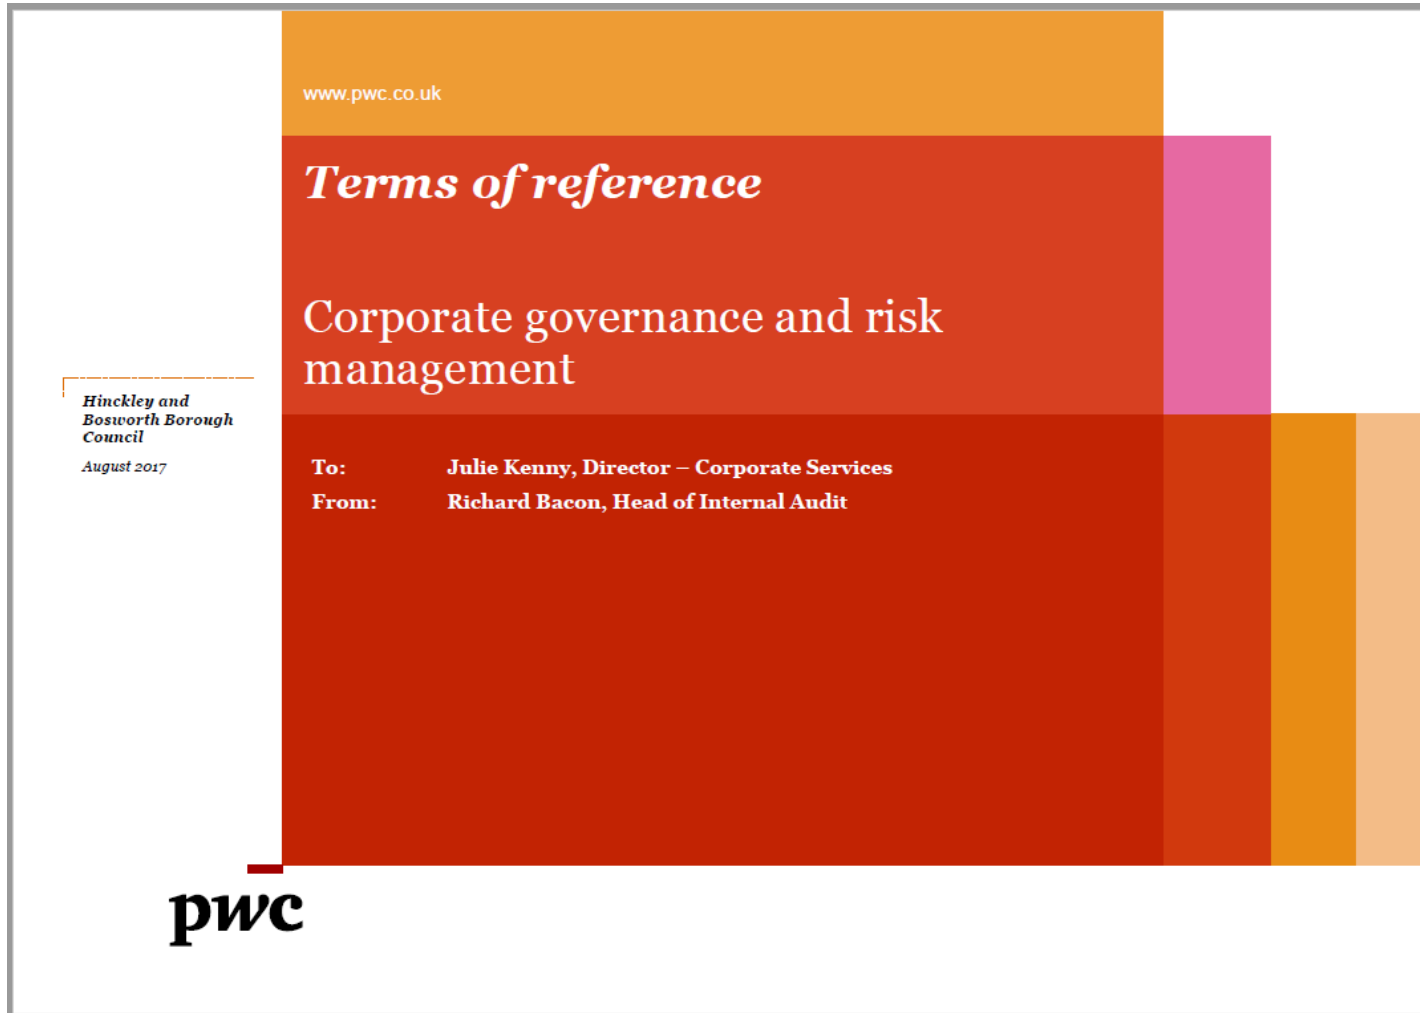 www.pwc.co.uk
Terms of reference
Corporate governance and risk
management
Hinckley and
Bosworth Borough
Council
August 2017
To: Julie Kenny, Director – Corporate Services
From: Richard Bacon, Head of Internal Audit
pwc